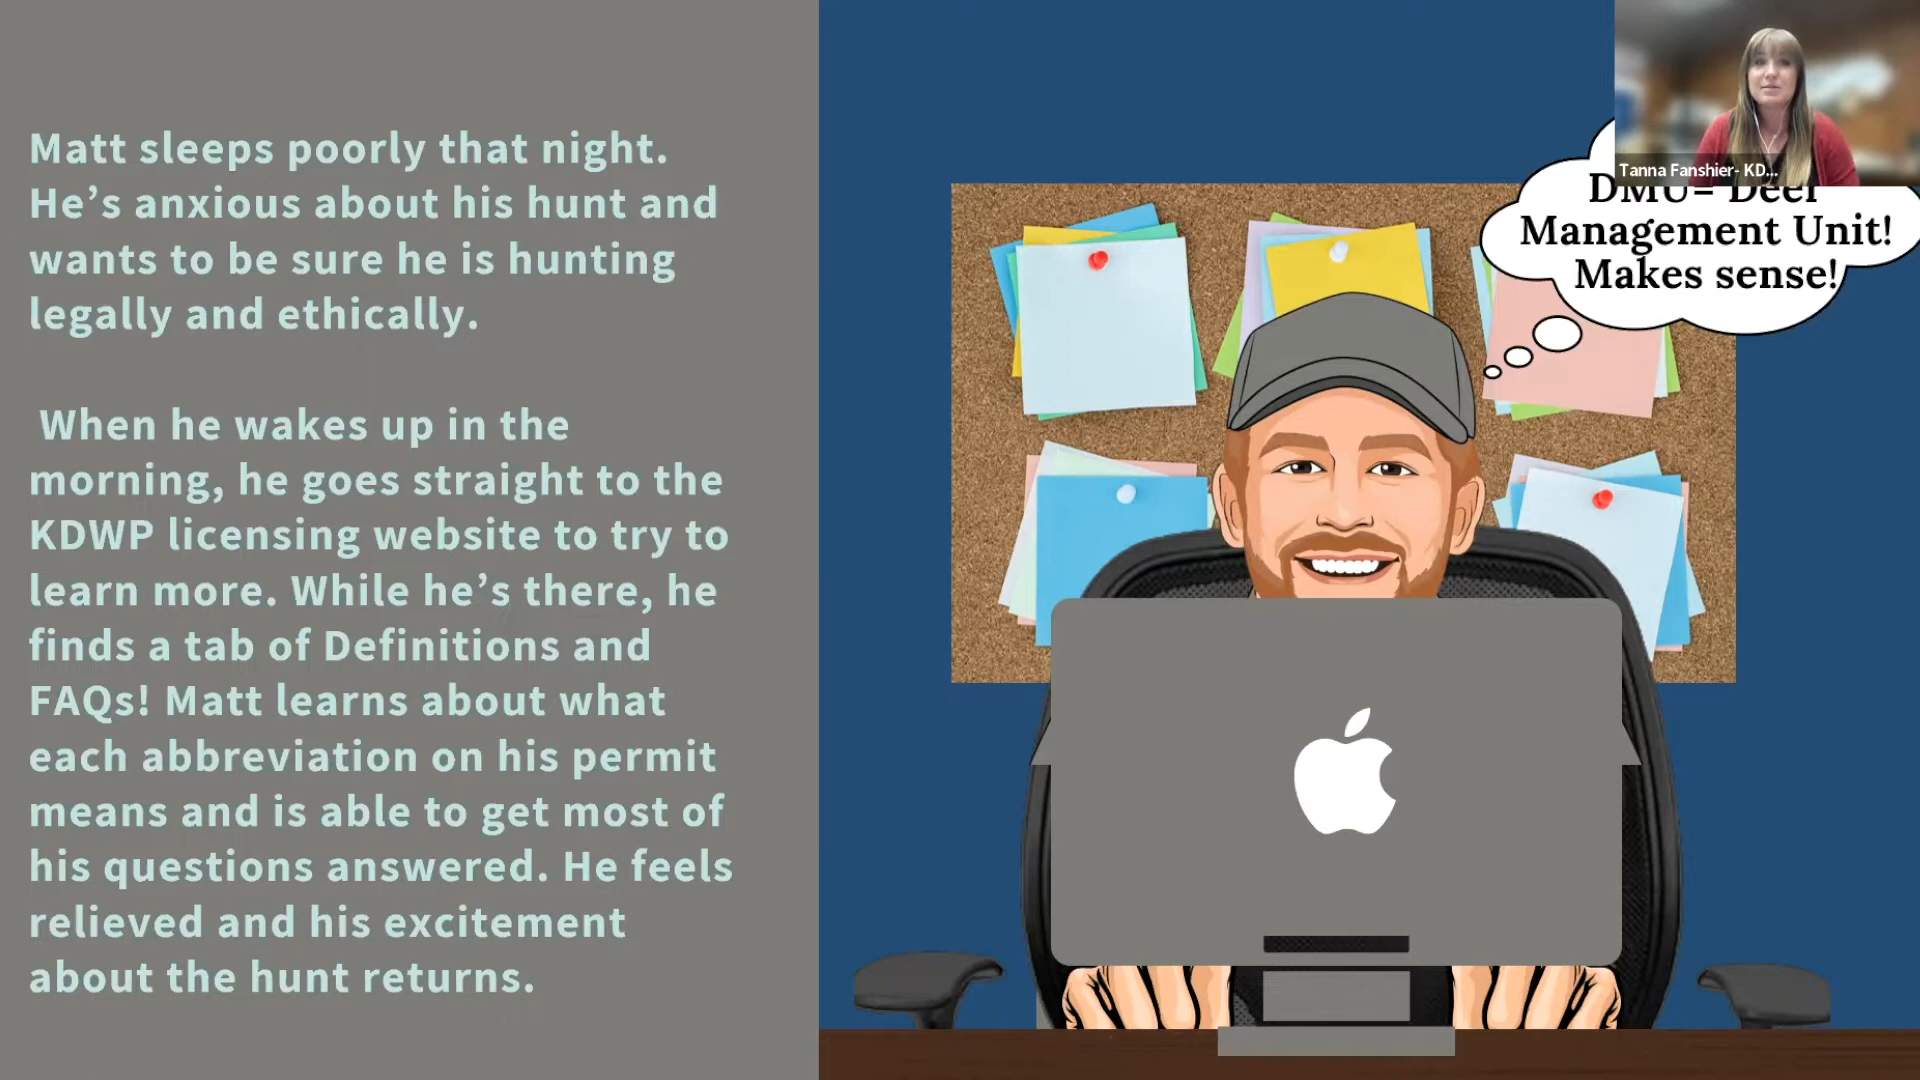 Matt sleeps poorly that night.
He’s anxious about his hunt and
wants to be sure he is hunting
legally and ethically.
When he wakes up in the
morning, he goes straight to the
KDWP licensing website to try to
learn more. While he’s there, he
finds a tab of Definitions and
FAQs! Matt learns about what
each abbreviation on his permit
means and is able to get most of
his questions answered. He feels
relieved and his excitement
about the hunt returns.
Tanna Fanshier- KD...
DMU= Deer
Management Unit!
Makes sense!